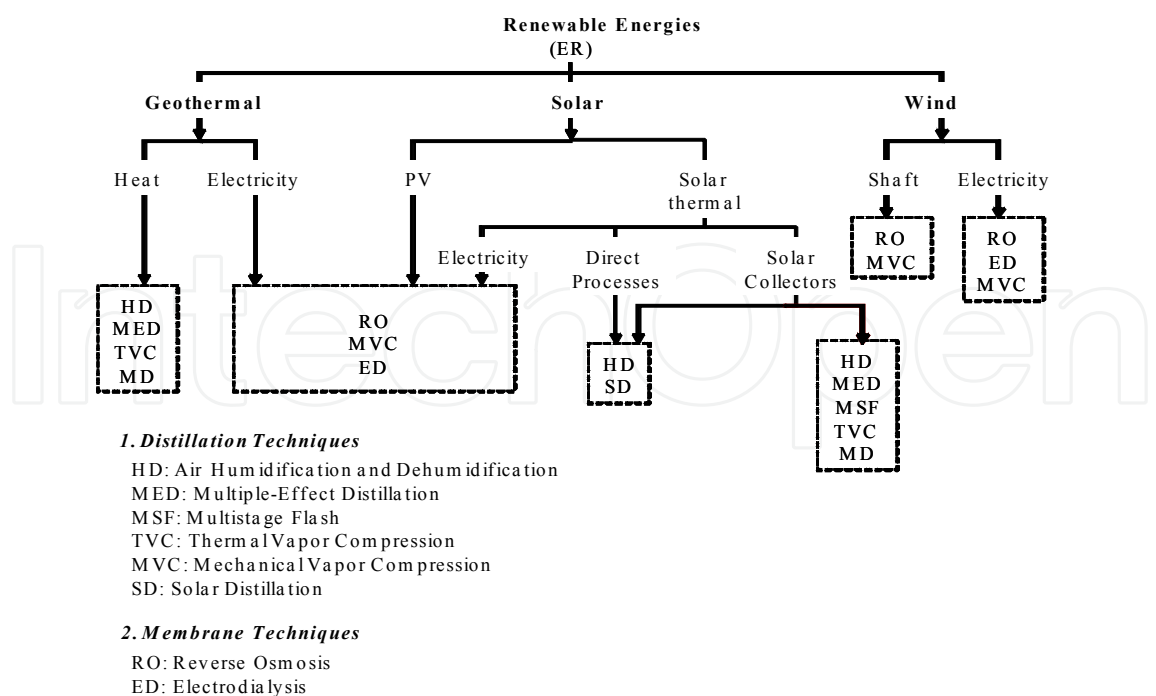 Renewable Energies
(ER)
Geothermal Solar Wind
Heat Electricity PV Solar thermal Shaft Electricity
Electricity Direct Processes Solar Collectors
HD
MED
TVC
MD
RO
MVC
ED
HD
SD
HD
MED
MSF
TVC
MD
RO
MVC
RO
ED
MVC
1. Distillation Techniques
HD: Air Humidification and Dehumidification
MED: Multiple-Effect Distillation
MSF: Multistage Flash
TVC: Thermal Vapor Compression
MVC: Mechanical Vapor Compression
SD: Solar Distillation
2. Membrane Techniques
RO: Reverse Osmosis
ED: Electrodialysis
IntechOpen